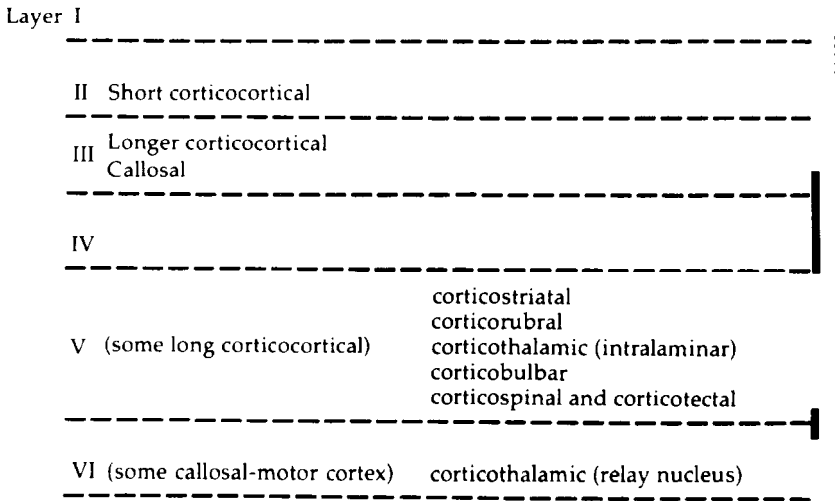 Layer I
II Short corticocortical
III Longer corticocortical
Callosal
IV
corticostriatal
corticorubral
V (some long corticocortical) corticothalamic (intralaminar)
corticobulbar
corticospinal and corticotectal
VI (some callosal-motor cortex) corticothalamic (relay nucleus)